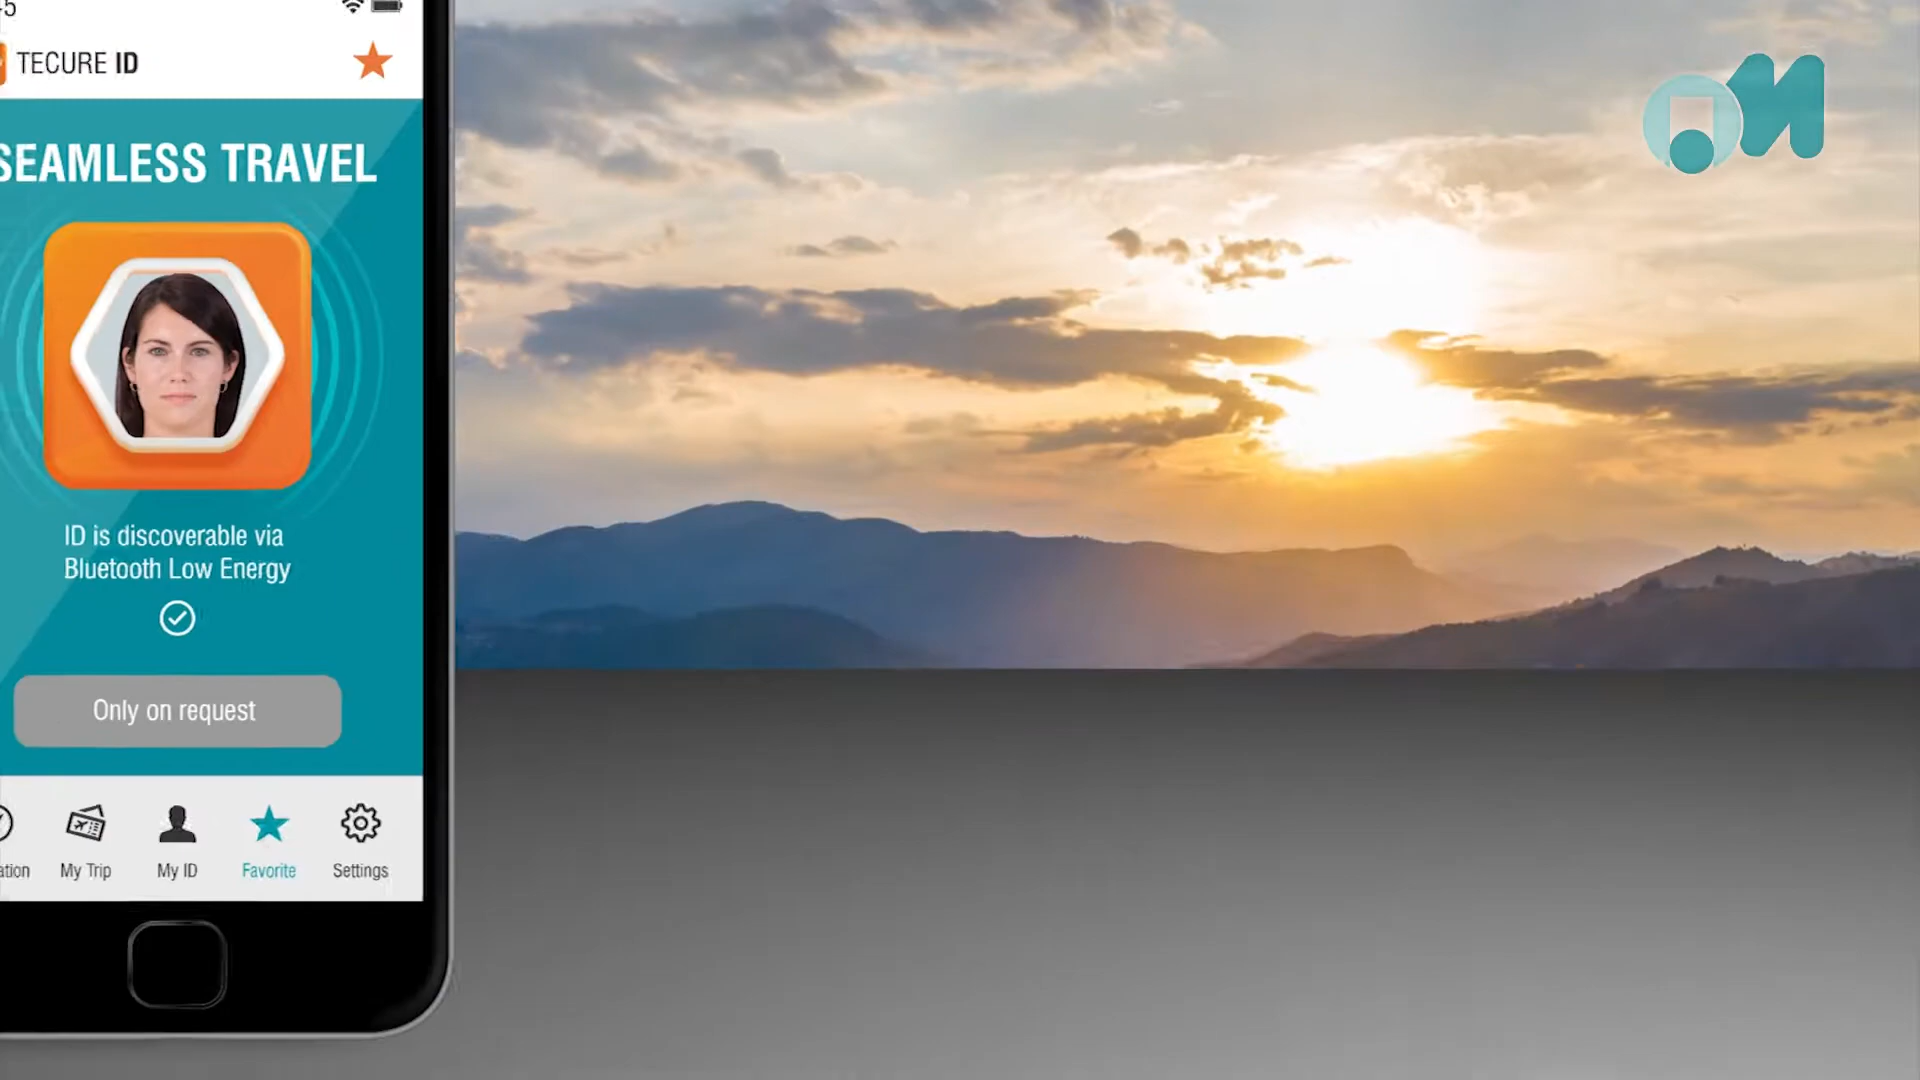 TECURE ID
SEAMLESS TRAVEL
ID is discoverable via
Bluetooth Low Energy
Only on request
My Trip
My ID
Favorite
Settings